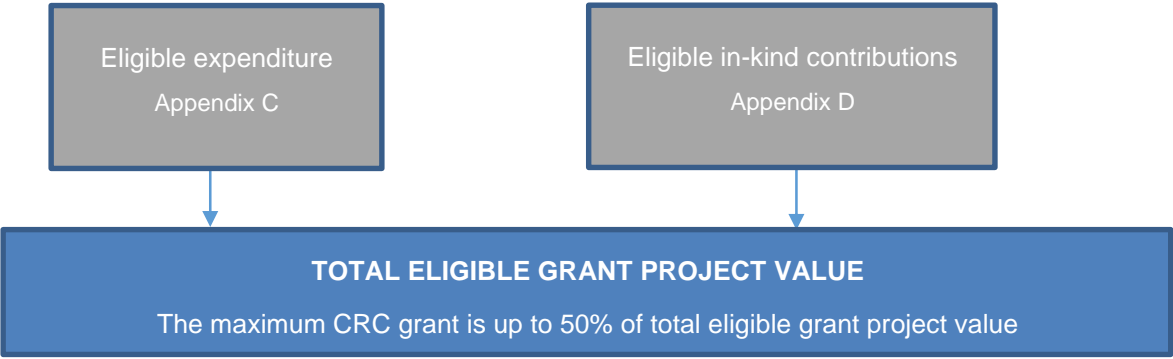 Eligible expenditure
Appendix C
Eligible in-kind contributions
Appendix D
TOTAL ELIGIBLE GRANT PROJECT VALUE
The maximum CRC grant is up to 50% of total eligible grant project value